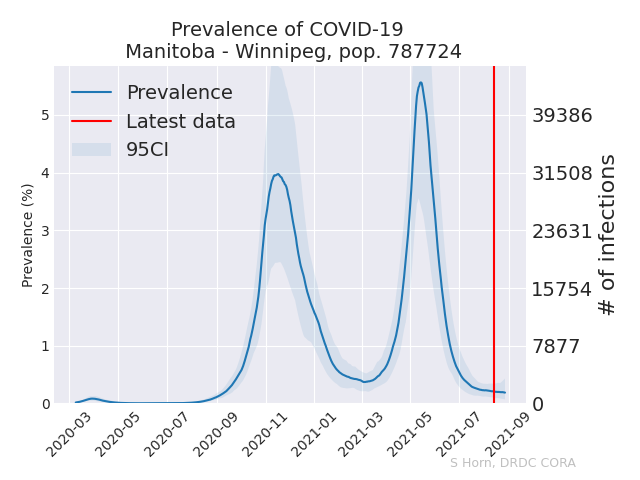 Prevalence of COVID-19
Manitoba - Winnipeg, pop. 787724
Prevalence
Latest data
95CI
Prevalence (%)
5
4
3
2
1
0
39386
31508
23631
15754
7877
0
# of infections
2020-03
2020-05
2020-07
2020-09
2020-11
2021-01
2021-03
2021-05
2021-07
2021-09
S Horn, DRDC CORA